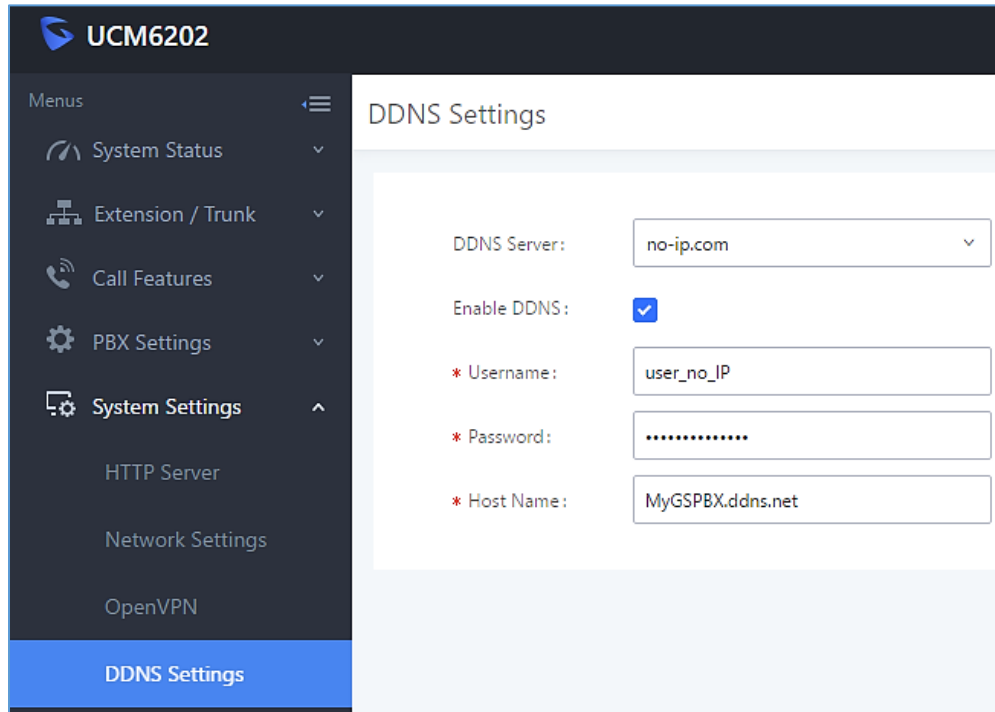 UCM6202
Menus
System Status
Extension / Trunk
Call Features
PBX Settings
System Settings
HTTP Server
Network Settings
OpenVPN
DDNS Settings
DDNS Settings
DDNS Server:
no-ip.com
Enable DDNS:
* Username:
user_no_IP
* Password:
••••••••••••••
* Host Name:
MyGSPBX.ddns.net